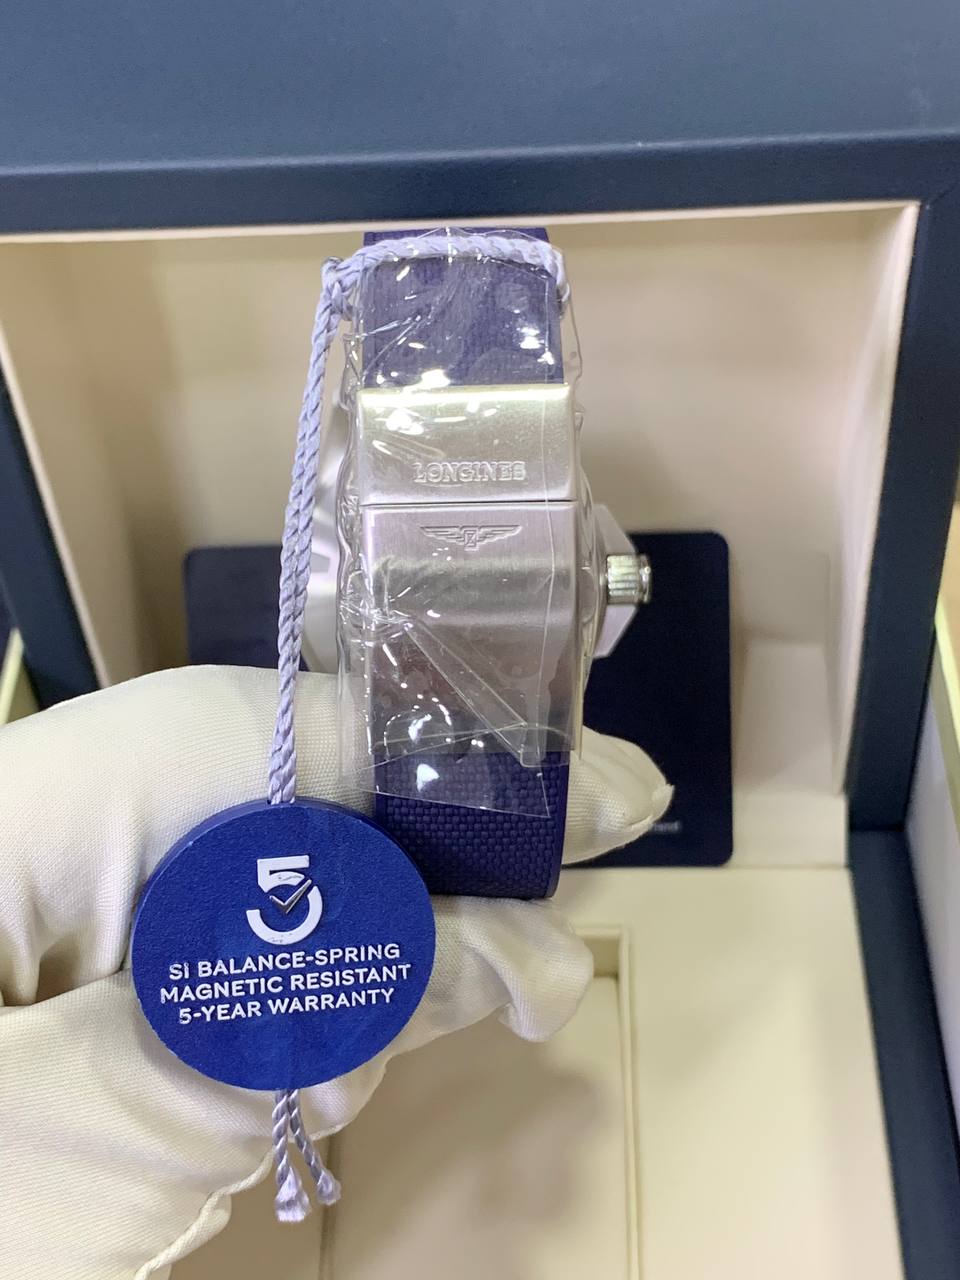 LONGINES
5
SI BALANCE-SPRING
MAGNETIC RESISTANT
5-YEAR WARRANTY